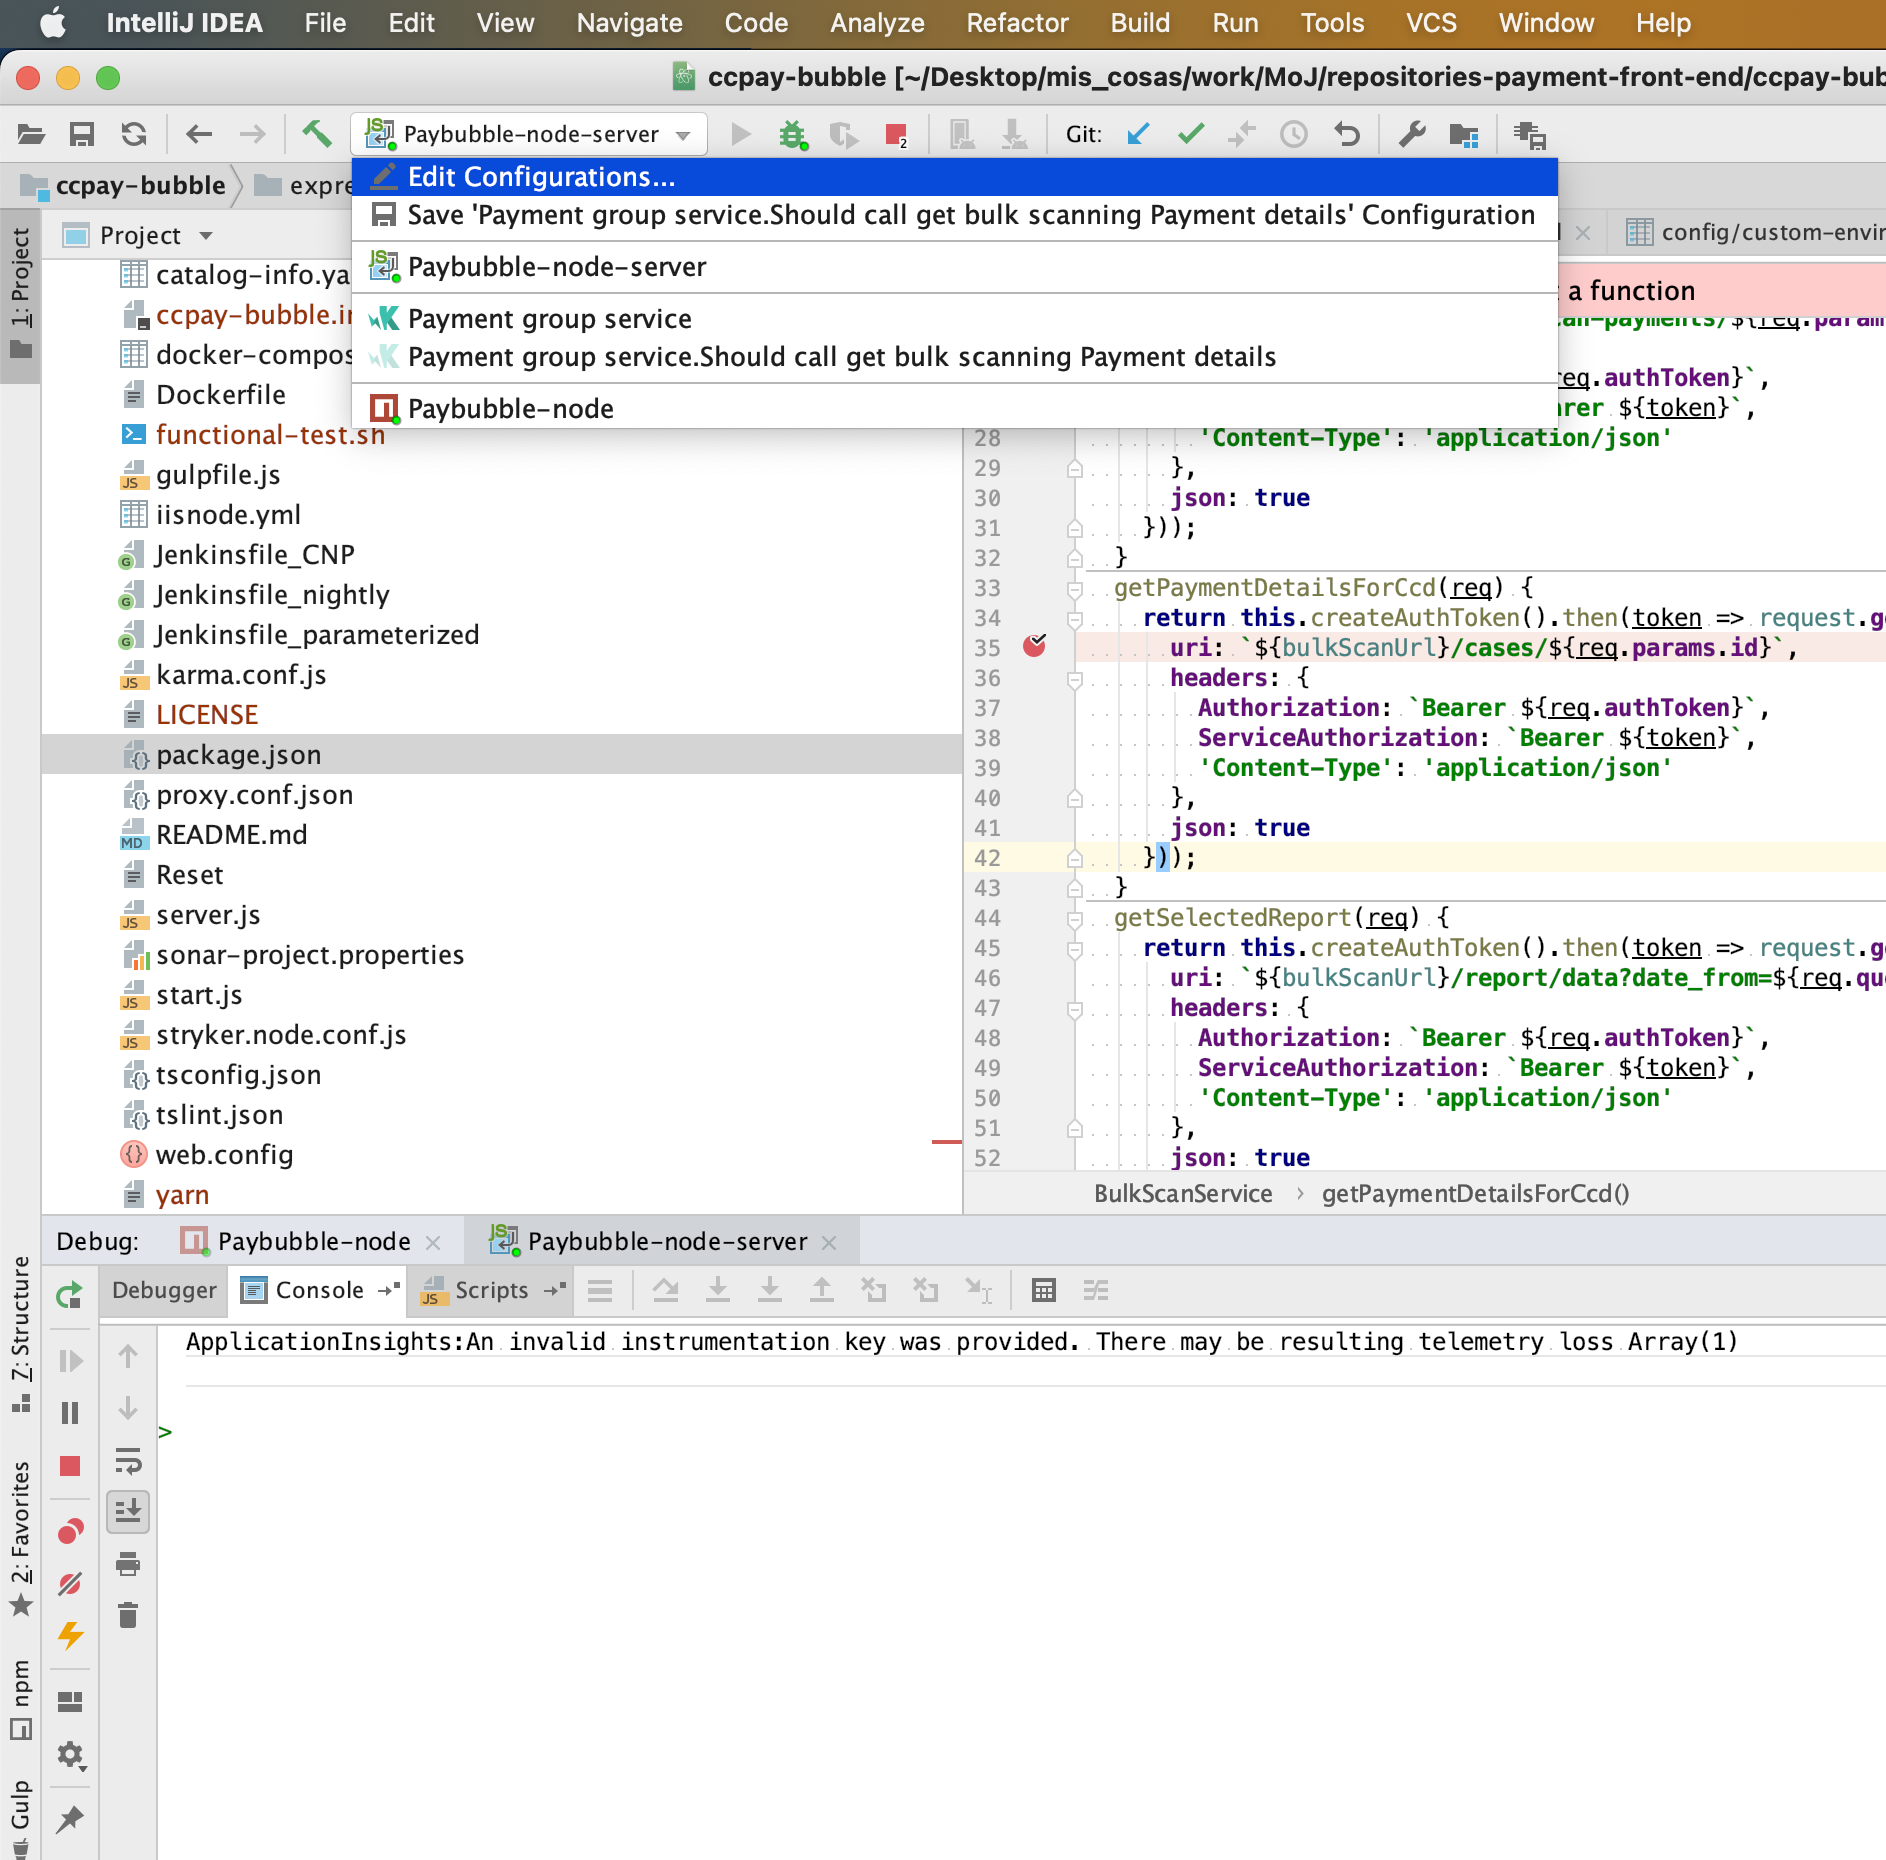 IntelliJ IDEA File Edit View Navigate Code Analyze Refactor Build Run Tools VCS Window Help
ccpay-bubble [~/Desktop/mis_cosas/work/MoJ/repositories-payment-front-end/ccpay-bub
Paybubble-node-server Git:
ccpay-bubble expre
Edit Configurations...
Save 'Payment group service.Should call get bulk scanning Payment details' Configuration
Paybubble-node-server
Payment group service
Payment group service.Should call get bulk scanning Payment details
Paybubble-node
config/custom-envir
a function
1: Project
Project
catalog-info.ya
ccpay-bubble.i
docker-compos
Dockerfile
functional-test.sh
gulpfile.js
iisnode.yml
Jenkinsfile_CNP
Jenkinsfile_nightly
Jenkinsfile_parameterized
karma.conf.js
LICENSE
package.json
proxy.conf.json
README.md
Reset
server.js
sonar-project.properties
start.js
stryker.node.conf.js
tsconfig.json
tslint.json
web.config
yarn
an-payments/${req.param
req.authToken}`,
rer ${token}`,
28 'Content-Type': 'application/json'
29 },
30 json: true
31 }));
32 }
33 getPaymentDetailsForCcd(req) {
34 return this.createAuthToken().then(token => request.g
35 uri: `${bulkScanUrl}/cases/${req.params.id}`,
36 headers: {
37 Authorization: `Bearer ${req.authToken}`,
38 ServiceAuthorization: `Bearer ${token}`,
39 'Content-Type': 'application/json'
40 },
41 json: true
42 }));
43 }
44 getSelectedReport(req) {
45 return this.createAuthToken().then(token => request.g
46 uri: `${bulkScanUrl}/report/data?date_from=${req.que
47 headers: {
48 Authorization: `Bearer ${req.authToken}`,
49 ServiceAuthorization: `Bearer ${token}`,
50 'Content-Type': 'application/json'
51 },
52 json: true
BulkScanService › getPaymentDetailsForCcd()
Debug: Paybubble-node Paybubble-node-server
Debugger Console Scripts
ApplicationInsights:An invalid instrumentation key was provided. There may be resulting telemetry loss Array(1)
>
7: Structure
2: Favorites
npm
Gulp